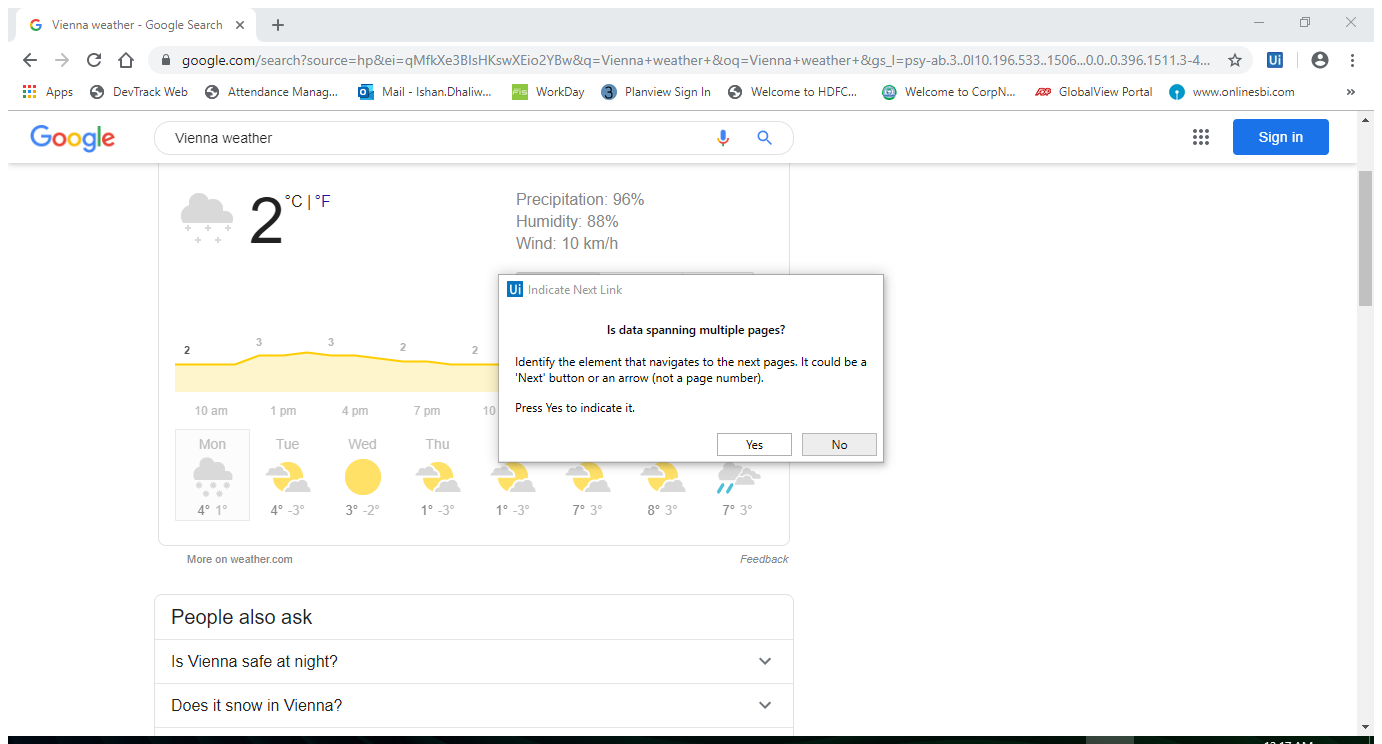 Vienna weather - Google Search
google.com/search?source=hp&ei=qMfkXe3BIsHKswXEio2YBw&q=Vienna+weather+&oq=Vienna+weather+&gs_l=psy-ab.3..0l10.196.533..1506...0.0..0.396.1511.3-4...
Ui
Apps DevTrack Web Attendance Manag... Mail - Ishan.Dhaliw... WorkDay Planview Sign In Welcome to HDFC... Welcome to CorpN... GlobalView Portal www.onlinesbi.com »
Google Vienna weather Sign in
2 °C | °F
Precipitation: 96%
Humidity: 88%
Wind: 10 km/h
Ui Indicate Next Link
Is data spanning multiple pages?
Identify the element that navigates to the next pages. It could be a
'Next' button or an arrow (not a page number).
Press Yes to indicate it.
Yes No
2 3 3 2 2
10 am 1 pm 4 pm 7 pm 10
Mon Tue Wed Thu
4° 1° 4° -3° 3° -2° 1° -3° 1° -3° 7° 3° 8° 3° 7° 3°
More on weather.com Feedback
People also ask
Is Vienna safe at night?
Does it snow in Vienna?